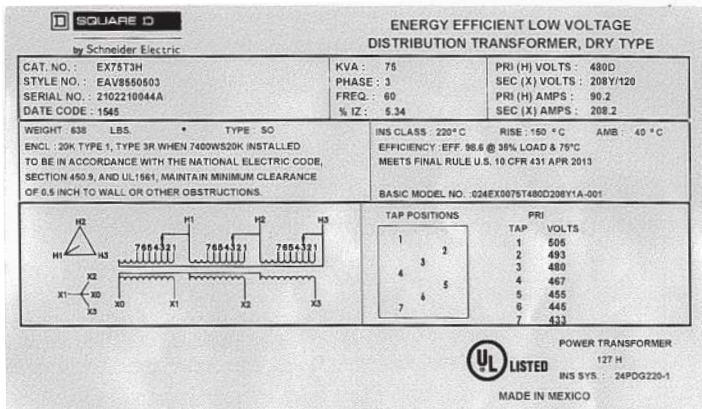 SQUARE D
by Schneider Electric
ENERGY EFFICIENT LOW VOLTAGE
DISTRIBUTION TRANSFORMER, DRY TYPE
CAT. NO. : EX75T3H
STYLE NO. : EAV8550503
SERIAL NO. : 2102210044A
DATE CODE : 1545
KVA : 75
PHASE : 3
FREQ. : 60
% IZ : 5.34
PRI (H) VOLTS : 480D
SEC (X) VOLTS : 208Y/120
PRI (H) AMPS : 90.2
SEC (X) AMPS : 208.2
WEIGHT : 638 LBS. * TYPE : SO
ENCL : 20K TYPE 1, TYPE 3R WHEN 7400WS20K INSTALLED
TO BE IN ACCORDANCE WITH THE NATIONAL ELECTRIC CODE,
SECTION 450.9, AND UL1561, MAINTAIN MINIMUM CLEARANCE
OF 0.5 INCH TO WALL OR OTHER OBSTRUCTIONS.
INS CLASS : 220° C RISE : 150 ° C AMB : 40 °C
EFFICIENCY : EFF. 98.6 @ 35% LOAD & 75°C
MEETS FINAL RULE U.S. 10 CFR 431 APR 2013
BASIC MODEL NO. :024EX0075T480D208Y1A-001
H2
H1 H3
X2
X1 X0
X3
H1 H2 H3
7654321 7654321 7654321
X0 X1 X2 X3
TAP POSITIONS
1
2
3
4
5
6
7
PRI
TAP VOLTS
1 505
2 493
3 480
4 467
5 455
6 445
7 433
UL LISTED
POWER TRANSFORMER
127 H
INS SYS. : 24PDG220-1
MADE IN MEXICO